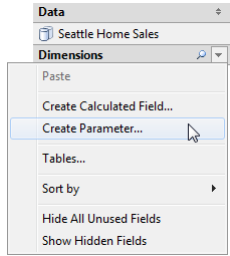 Data
Seattle Home Sales
Dimensions
Paste
Create Calculated Field...
Create Parameter...
Tables...
Sort by
Hide All Unused Fields
Show Hidden Fields